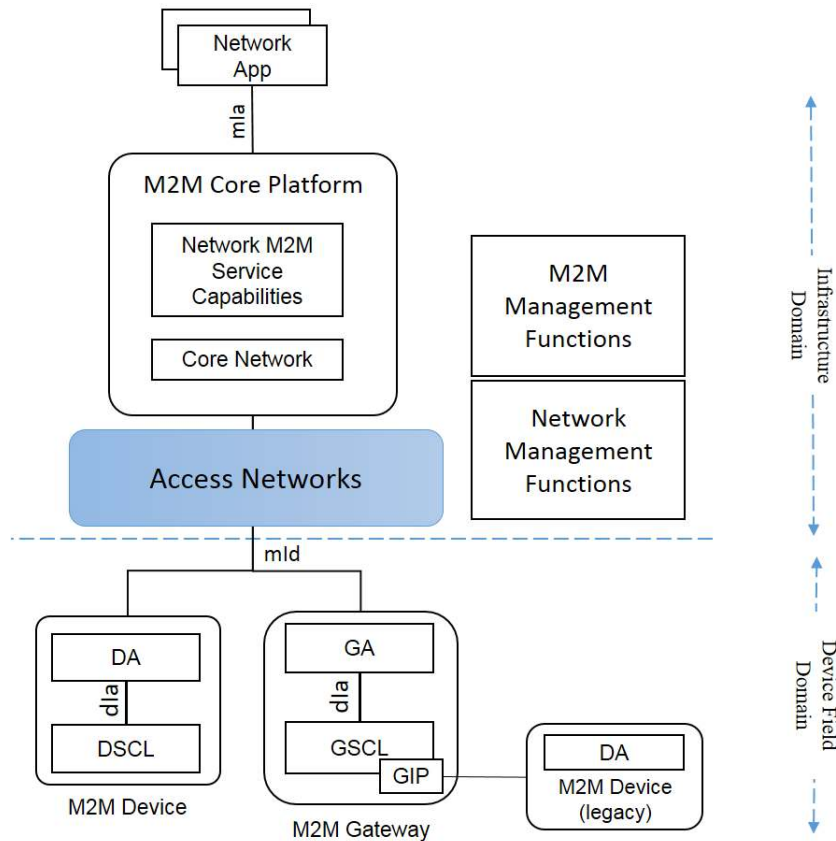 Network
App
mIa
M2M Core Platform
Network M2M
Service
Capabilities
Core Network
M2M
Management
Functions
Network
Management
Functions
Infrastructure
Domain
Access Networks
mId
DA
dIa
DSCL
M2M Device
GA
dIa
GSCL
GIP
M2M Gateway
DA
M2M Device
(legacy)
Device Field
Domain